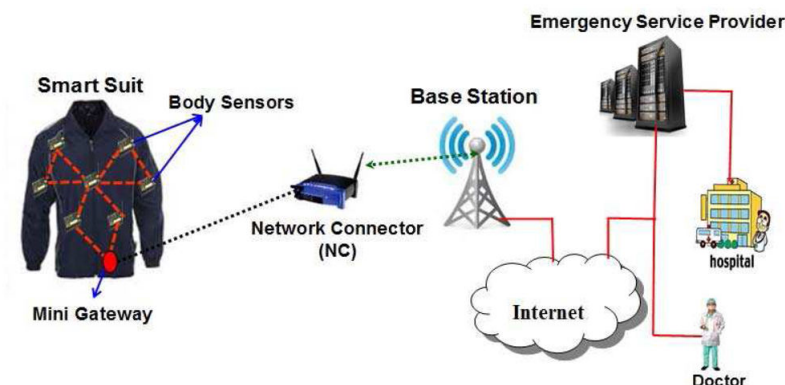 Emergency Service Provider
Smart Suit
Body Sensors
Base Station
Network Connector
(NC)
hospital
Internet
Mini Gateway
Doctor